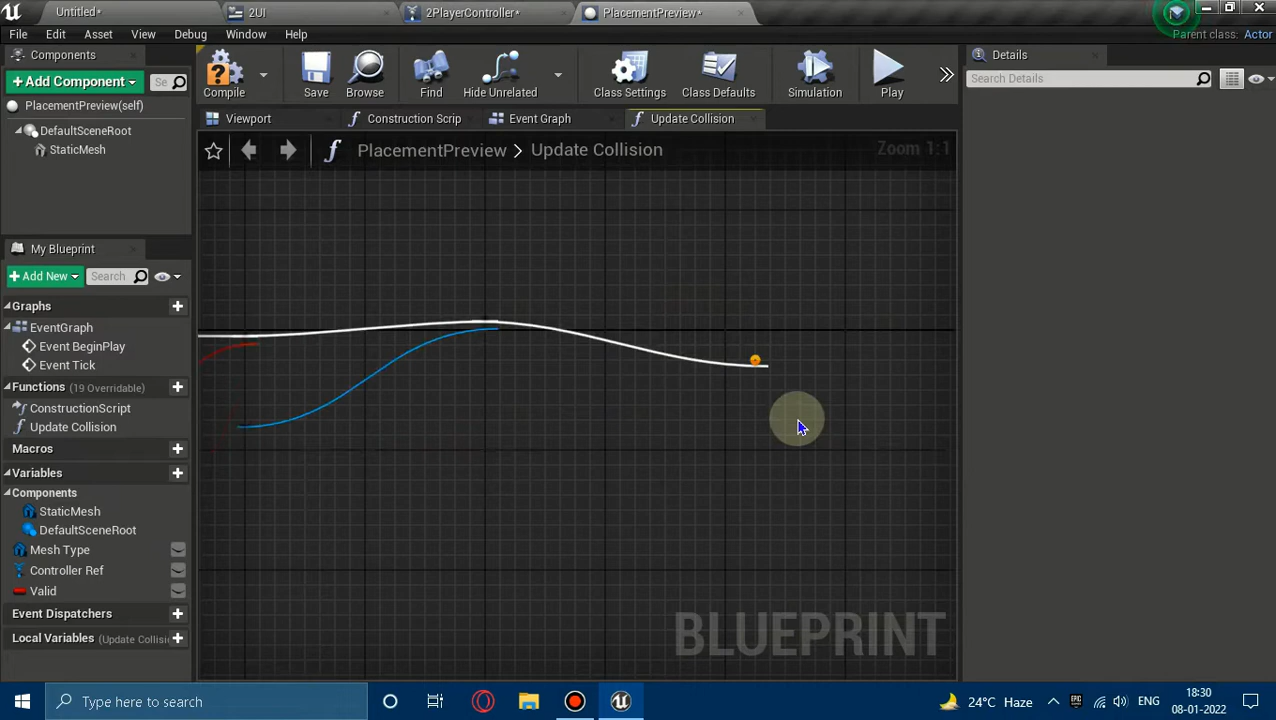 Untitled*
2UI
2PlayerController*
PlacementPreview*
File
Edit
Asset
View
Debug
Window
Help
Parent class: Actor
Components
+ Add Component
Search
PlacementPreview(self)
DefaultSceneRoot
StaticMesh
Compile
Save
Browse
Find
Hide Unrelated
Class Settings
Class Defaults
Simulation
Play
Details
Search Details
Viewport
Construction Scrip
Event Graph
Update Collision
PlacementPreview > Update Collision
Zoom 1:1
My Blueprint
+ Add New
Search
Graphs
EventGraph
Event BeginPlay
Event Tick
Functions (19 Overridable)
ConstructionScript
Update Collision
Macros
Variables
Components
StaticMesh
DefaultSceneRoot
Mesh Type
Controller Ref
Valid
Event Dispatchers
Local Variables (Update Collisio
BLUEPRINT
Type here to search
24°C Haze
ENG
18:30
08-01-2022